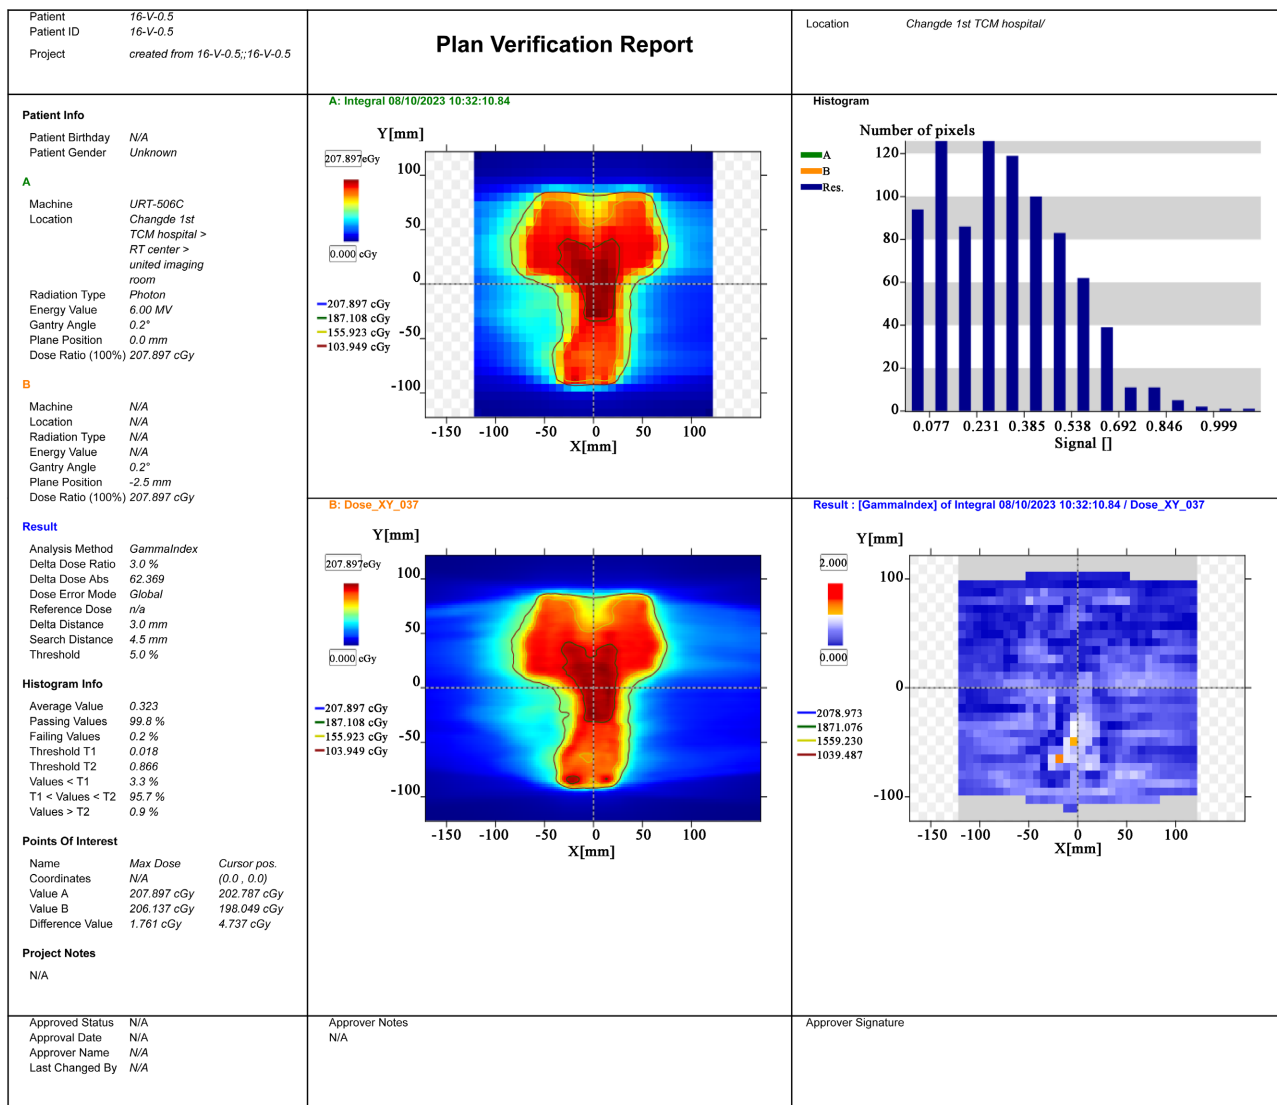 Patient 16-V-0.5
Patient ID 16-V-0.5
Project created from 16-V-0.5;;16-V-0.5
Plan Verification Report
Location Changde 1st TCM hospital/
Patient Info
Patient Birthday N/A
Patient Gender Unknown
A
Machine URT-506C
Location Changde 1st
TCM hospital >
RT center >
united imaging
room
Radiation Type Photon
Energy Value 6.00 MV
Gantry Angle 0.2°
Plane Position 0.0 mm
Dose Ratio (100%) 207.897 cGy
B
Machine N/A
Location N/A
Radiation Type N/A
Energy Value N/A
Gantry Angle 0.2°
Plane Position -2.5 mm
Dose Ratio (100%) 207.897 cGy
Result
Analysis Method GammaIndex
Delta Dose Ratio 3.0 %
Delta Dose Abs 62.369
Dose Error Mode Global
Reference Dose n/a
Delta Distance 3.0 mm
Search Distance 4.5 mm
Threshold 5.0 %
Histogram Info
Average Value 0.323
Passing Values 99.8 %
Failing Values 0.2 %
Threshold T1 0.018
Threshold T2 0.866
Values < T1 3.3 %
T1 < Values < T2 95.7 %
Values > T2 0.9 %
Points Of Interest
Name Max Dose Cursor pos.
Coordinates N/A (0.0 , 0.0)
Value A 207.897 cGy 202.787 cGy
Value B 206.137 cGy 198.049 cGy
Difference Value 1.761 cGy 4.737 cGy
Project Notes
N/A
A: Integral 08/10/2023 10:32:10.84
Y[mm]
207.897 cGy
0.000 cGy
207.897 cGy
187.108 cGy
155.923 cGy
103.949 cGy
100
50
0
-50
-100
-150 -100 -50 0 50 100 150
X[mm]
Histogram
Number of pixels
A
B
Res.
120
100
80
60
40
20
0
0.077 0.231 0.385 0.538 0.692 0.846 0.999
Signal []
B: Dose_XY_037
Y[mm]
207.897 cGy
0.000 cGy
207.897 cGy
187.108 cGy
155.923 cGy
103.949 cGy
100
50
0
-50
-100
-150 -100 -50 0 50 100 150
X[mm]
Result : [GammaIndex] of Integral 08/10/2023 10:32:10.84 / Dose_XY_037
Y[mm]
2.000
0.000
2078.973
1871.076
1559.230
1039.487
100
0
-100
-150 -100 -50 0 50 100
X[mm]
Approved Status N/A
Approval Date N/A
Approver Name N/A
Last Changed By N/A
Approver Notes
N/A
Approver Signature